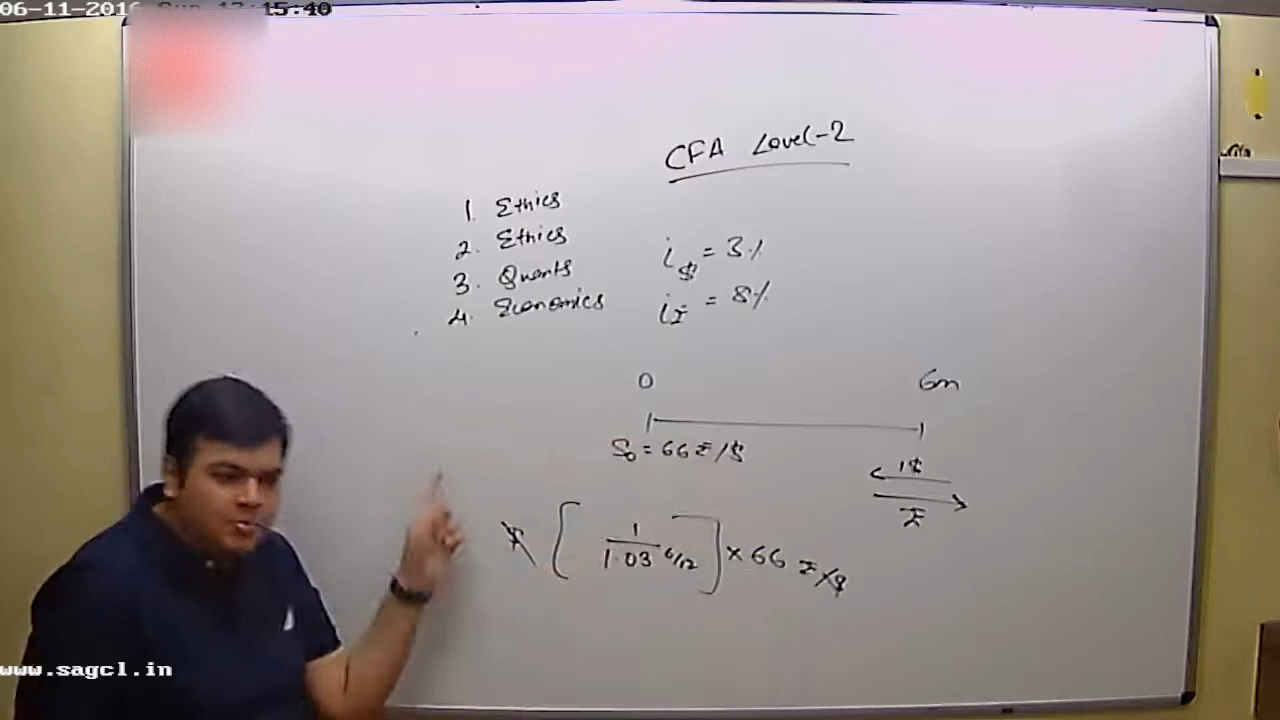 06-11-2016 Sun 13:15:40
CFA Level-2
1. Ethics
2. Ethics
3. Quants
4. Economics
i$ = 3%
i₹ = 8%
0 6m
S₀ = 66 ₹/$
1$
₹
$ [ 1 / 1.03^6/12 ] × 66 ₹/$
www.sagcl.in